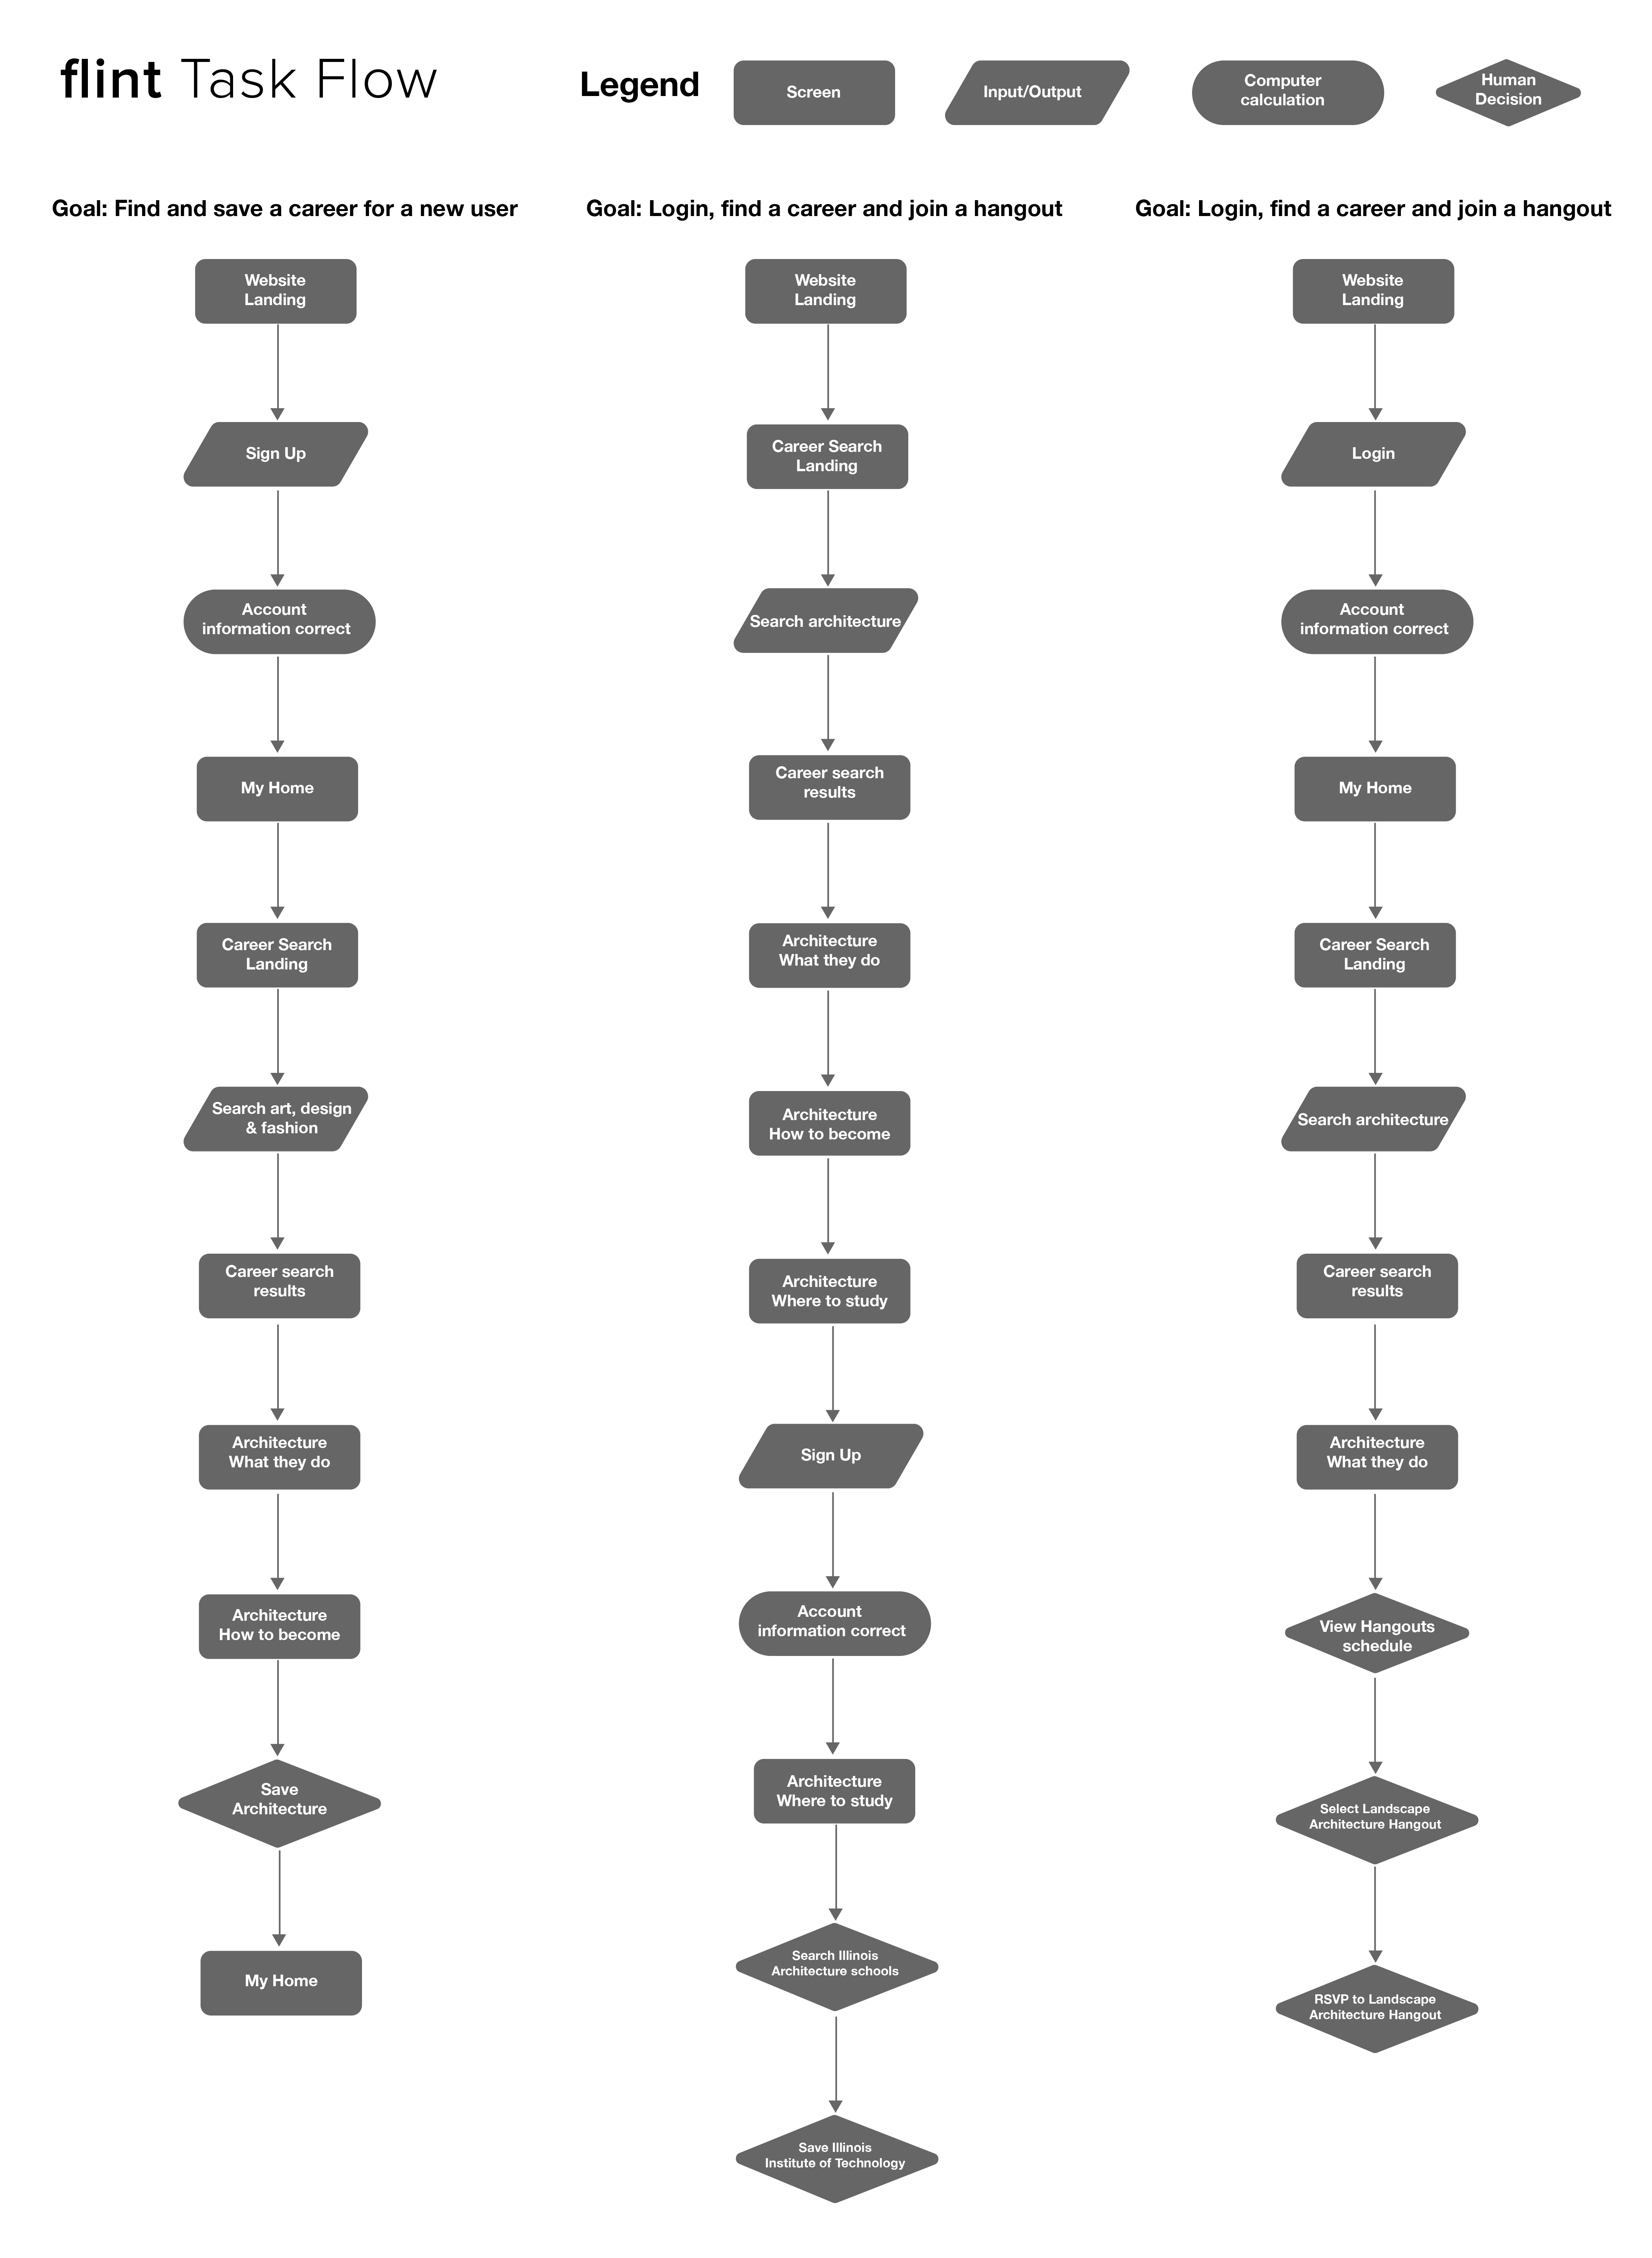 flint Task Flow
Legend
Screen
Input/Output
Computer
calculation
Human
Decision
Goal: Find and save a career for a new user
Website
Landing
Sign Up
Account
information correct
My Home
Career Search
Landing
Search art, design
& fashion
Career search
results
Architecture
What they do
Architecture
How to become
Save
Architecture
My Home
Goal: Login, find a career and join a hangout
Website
Landing
Career Search
Landing
Search architecture
Career search
results
Architecture
What they do
Architecture
How to become
Architecture
Where to study
Sign Up
Account
information correct
Architecture
Where to study
Search Illinois
Architecture schools
Save Illinois
Institute of Technology
Goal: Login, find a career and join a hangout
Website
Landing
Login
Account
information correct
My Home
Career Search
Landing
Search architecture
Career search
results
Architecture
What they do
View Hangouts
schedule
Select Landscape
Architecture Hangout
RSVP to Landscape
Architecture Hangout